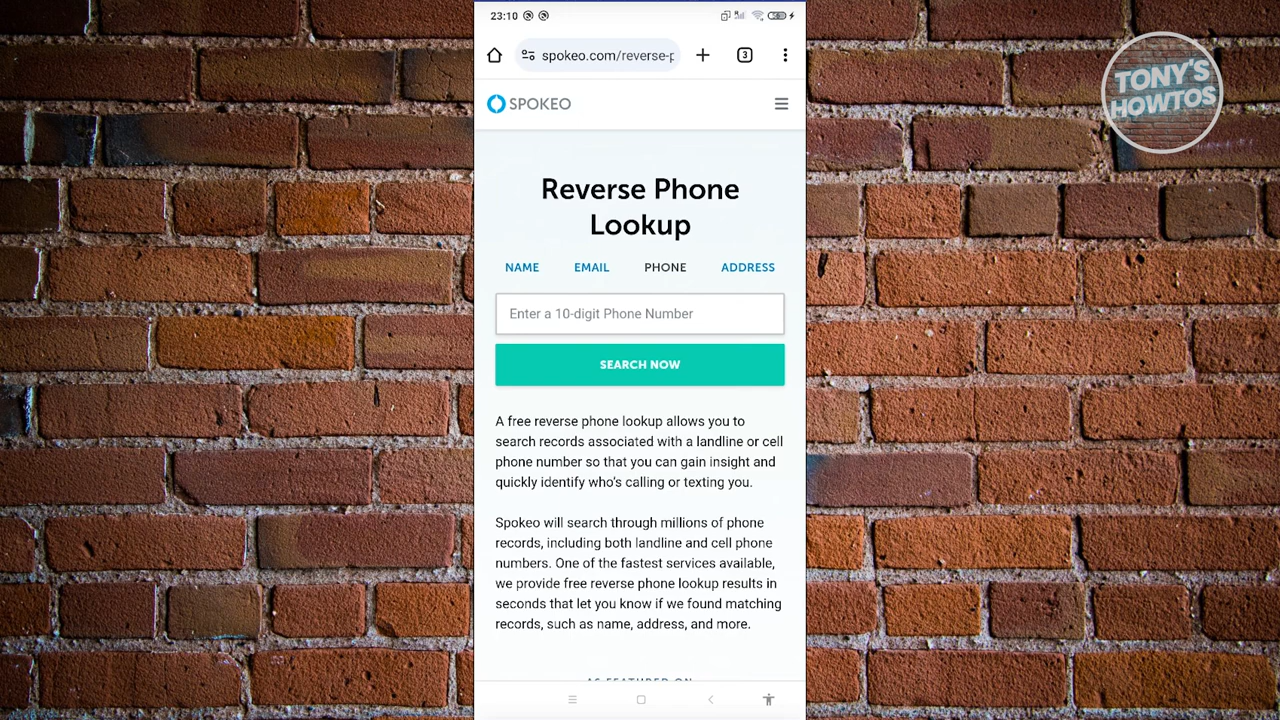 23:10
spokeo.com/reverse-p
3
TONY'S
HOWTOS
SPOKEO
Reverse Phone
Lookup
NAME EMAIL PHONE ADDRESS
Enter a 10-digit Phone Number
SEARCH NOW
A free reverse phone lookup allows you to
search records associated with a landline or cell
phone number so that you can gain insight and
quickly identify who's calling or texting you.
Spokeo will search through millions of phone
records, including both landline and cell phone
numbers. One of the fastest services available,
we provide free reverse phone lookup results in
seconds that let you know if we found matching
records, such as name, address, and more.
AS FEATURED ON